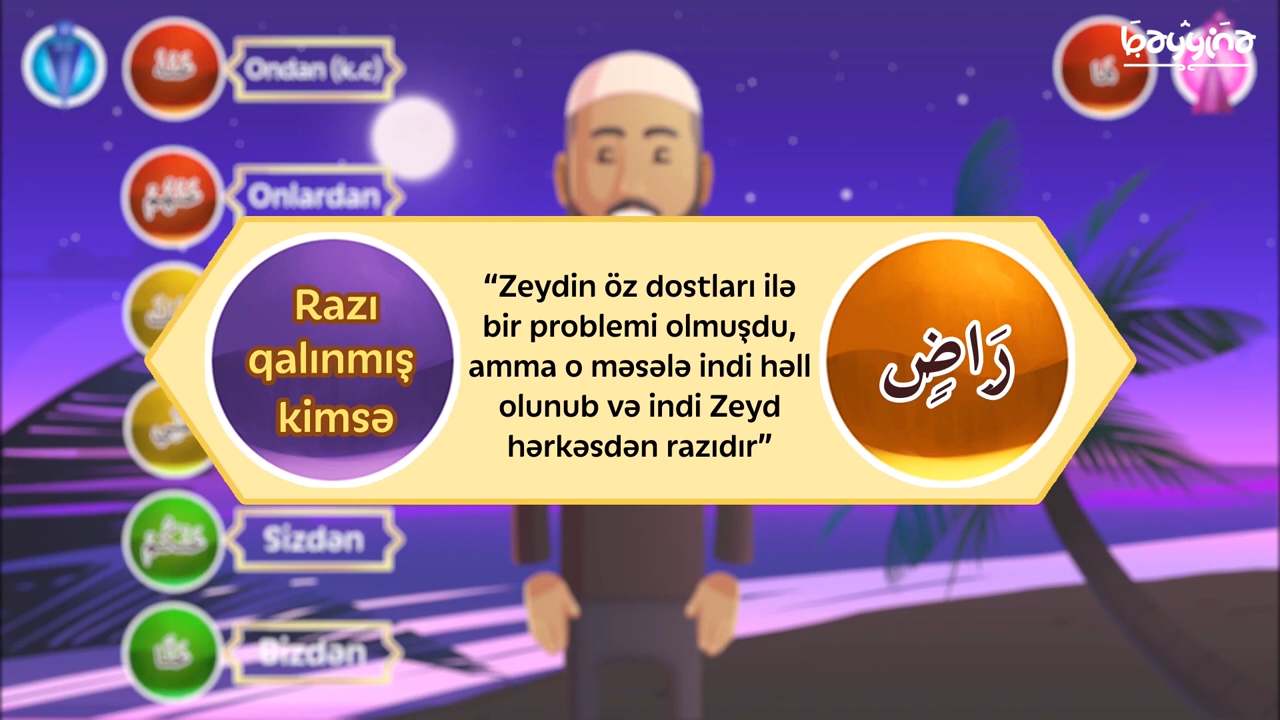 Ondan (k.c)
Onlardan
bayyina
Razı
qalınmış
kimsə
“Zeydin öz dostları ilə
bir problemi olmuşdu,
amma o məsələ indi həll
olunub və indi Zeyd
hərkəsdən razıdır”
رَاضٍ
Sizdən
Bizdən